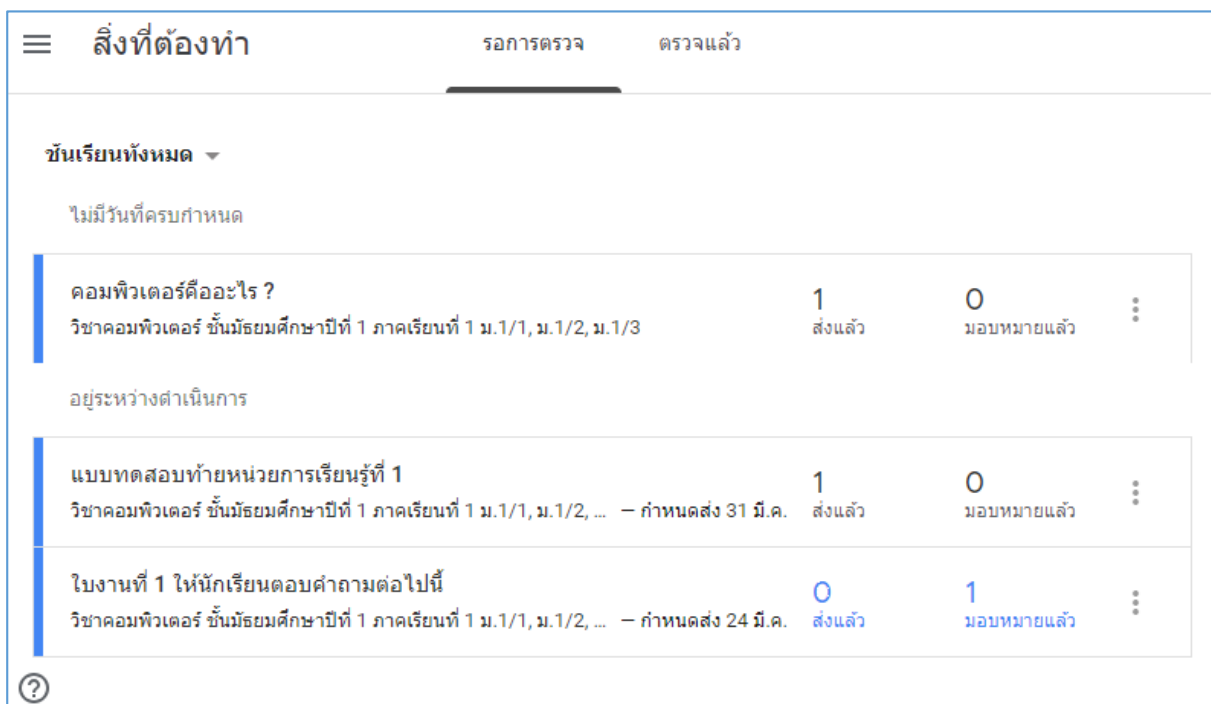 สิ่งที่ต้องทำ
รอการตรวจ
ตรวจแล้ว
ชั้นเรียนทั้งหมด
ไม่มีวันที่ครบกำหนด
คอมพิวเตอร์คืออะไร ?
วิชาคอมพิวเตอร์ ชั้นมัธยมศึกษาปีที่ 1 ภาคเรียนที่ 1 ม.1/1, ม.1/2, ม.1/3
1
ส่งแล้ว
0
มอบหมายแล้ว
อยู่ระหว่างดำเนินการ
แบบทดสอบท้ายหน่วยการเรียนรู้ที่ 1
วิชาคอมพิวเตอร์ ชั้นมัธยมศึกษาปีที่ 1 ภาคเรียนที่ 1 ม.1/1, ม.1/2, ... – กำหนดส่ง 31 มี.ค.
1
ส่งแล้ว
0
มอบหมายแล้ว
ใบงานที่ 1 ให้นักเรียนตอบคำถามต่อไปนี้
วิชาคอมพิวเตอร์ ชั้นมัธยมศึกษาปีที่ 1 ภาคเรียนที่ 1 ม.1/1, ม.1/2, ... – กำหนดส่ง 24 มี.ค.
0
ส่งแล้ว
1
มอบหมายแล้ว